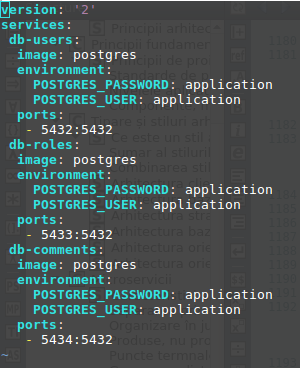 version: '2'
services:
 db-users:
  image: postgres
  environment:
    POSTGRES_PASSWORD: application
    POSTGRES_USER: application
  ports:
   - 5432:5432
 db-roles:
  image: postgres
  environment:
    POSTGRES_PASSWORD: application
    POSTGRES_USER: application
  ports:
   - 5433:5432
 db-comments:
  image: postgres
  environment:
    POSTGRES_PASSWORD: application
    POSTGRES_USER: application
  ports:
   - 5434:5432
~